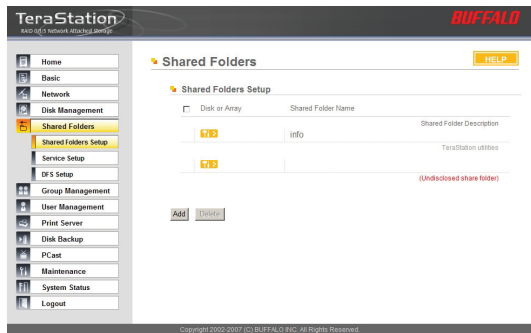 TeraStation
RAID 0/1/5 Network Attached Storage
BUFFALO
Home
Basic
Network
Disk Management
Shared Folders
Shared Folders Setup
Service Setup
DFS Setup
Group Management
User Management
Print Server
Disk Backup
PCast
Maintenance
System Status
Logout
Shared Folders
HELP
Shared Folders Setup
Disk or Array Shared Folder Name
Shared Folder Description
info
TeraStation utilities
(Undisclosed share folder)
Add Delete
Copyright 2002-2007 (C) BUFFALO INC. All Rights Reserved.